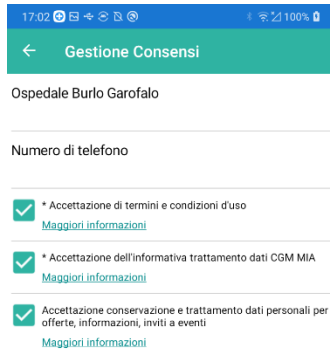 17:02 100%
Gestione Consensi
Ospedale Burlo Garofalo
Numero di telefono
* Accettazione di termini e condizioni d'uso
Maggiori informazioni
* Accettazione dell'informativa trattamento dati CGM MIA
Maggiori informazioni
Accettazione conservazione e trattamento dati personali per
offerte, informazioni, inviti a eventi
Maggiori informazioni